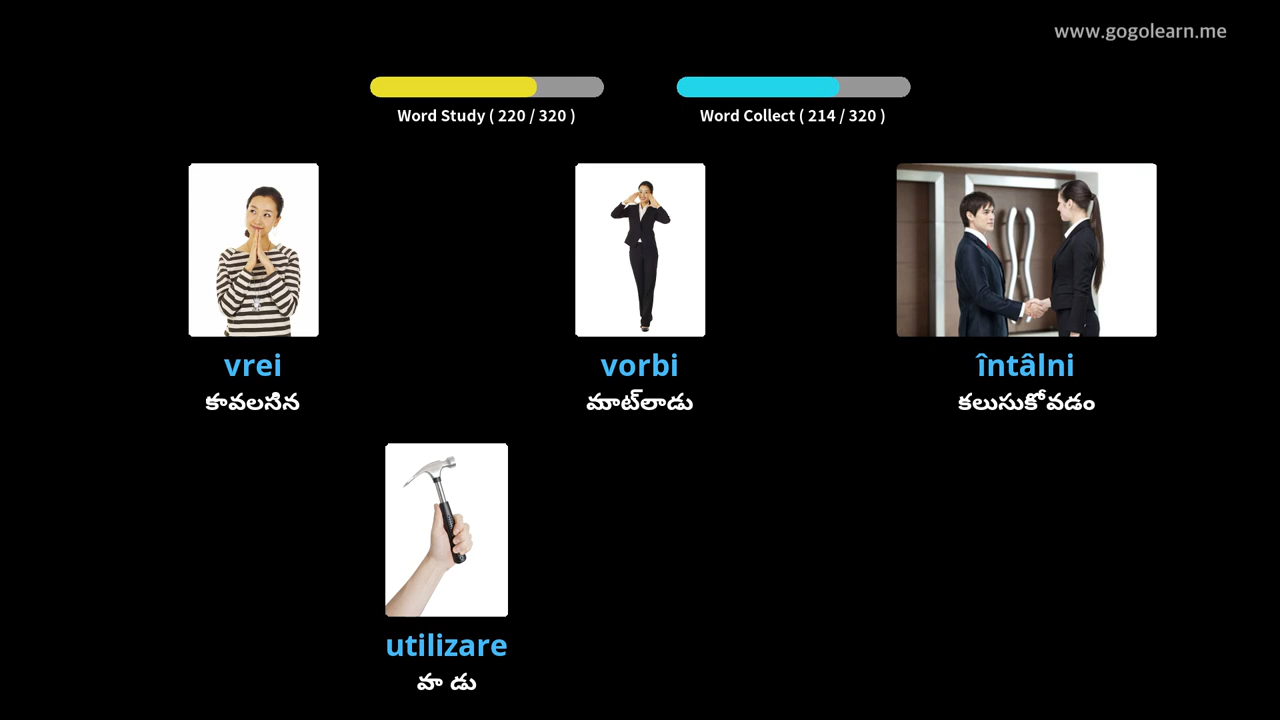 www.gogolearn.me
Word Study ( 220 / 320 )
Word Collect ( 214 / 320 )
vrei
vorbi
întâlni
కావలసిన
మాట్‌లాడు
కలుసుకోవడం
utilizare
వా డు